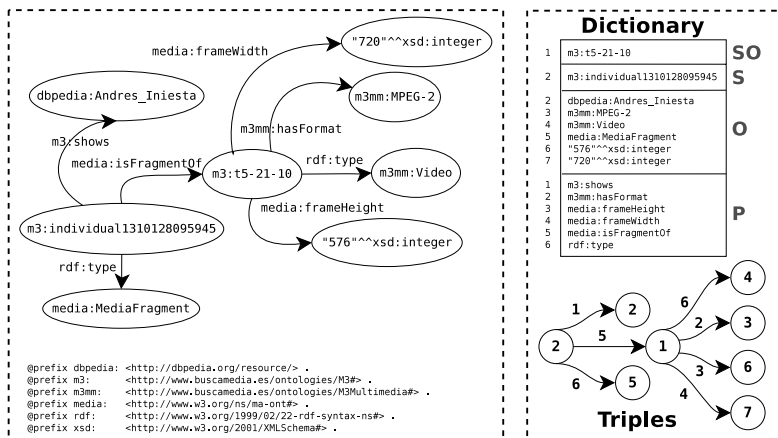 media:frameWidth
"720"^^xsd:integer
dbpedia:Andres_Iniesta
m3mm:MPEG-2
m3mm:hasFormat
m3:shows
media:isFragmentOf
rdf:type
m3:t5-21-10
m3mm:Video
media:frameHeight
m3:individual1310128095945
"576"^^xsd:integer
rdf:type
media:MediaFragment
@prefix dbpedia: <http://dbpedia.org/resource/> .
@prefix m3: <http://www.buscamedia.es/ontologies/M3#> .
@prefix m3mm: <http://www.buscamedia.es/ontologies/M3Multimedia#> .
@prefix media: <http://www.w3.org/ns/ma-ont#> .
@prefix rdf: <http://www.w3.org/1999/02/22-rdf-syntax-ns#> .
@prefix xsd: <http://www.w3.org/2001/XMLSchema#> .
Dictionary
1 m3:t5-21-10 SO
2 m3:individual1310128095945 S
2 dbpedia:Andres_Iniesta
3 m3mm:MPEG-2
4 m3mm:Video O
5 media:MediaFragment
6 "576"^^xsd:integer
7 "720"^^xsd:integer
1 m3:shows
2 m3mm:hasFormat
3 media:frameHeight P
4 media:frameWidth
5 media:isFragmentOf
6 rdf:type
4
6
1
2
2
3
2
5
1
3
6
6
5
4
7
Triples